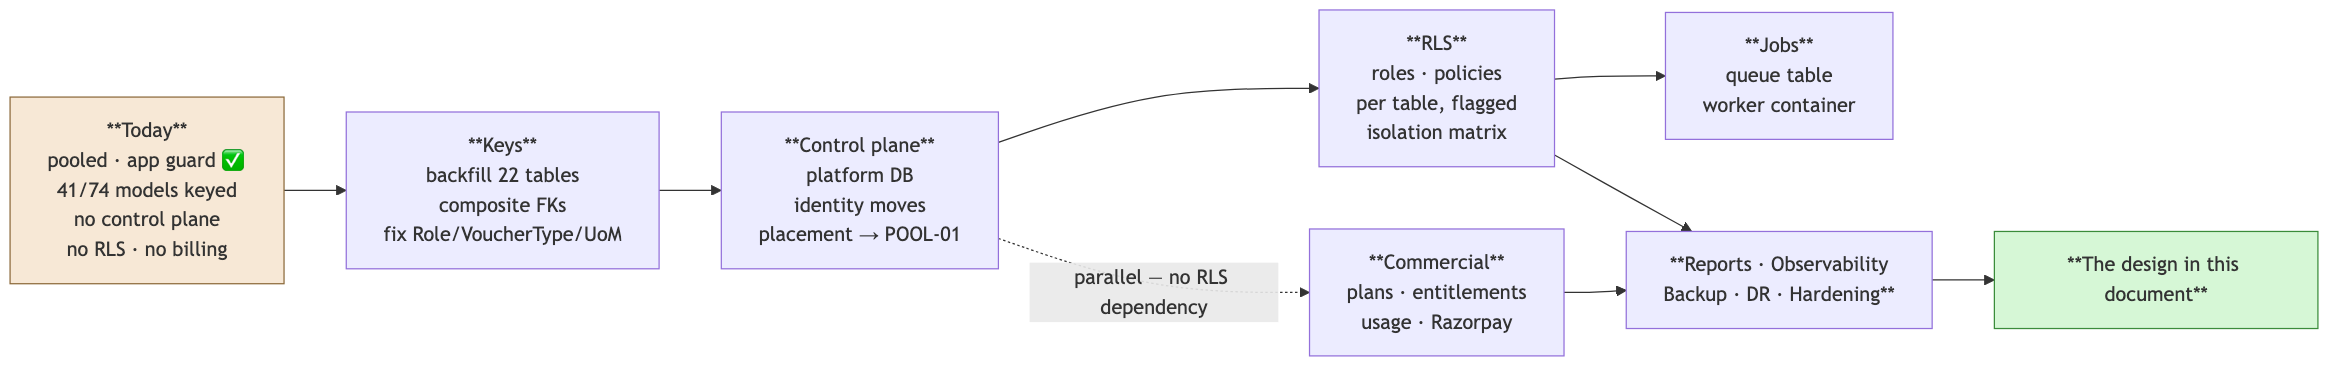 **Today**
pooled · app guard ✅
41/74 models keyed
no control plane
no RLS · no billing
**Keys**
backfill 22 tables
composite FKs
fix Role/VoucherType/UoM
**Control plane**
platform DB
identity moves
placement → POOL-01
parallel — no RLS
dependency
**RLS**
roles · policies
per table, flagged
isolation matrix
**Commercial**
plans · entitlements
usage · Razorpay
**Jobs**
queue table
worker container
**Reports · Observability
Backup · DR · Hardening**
**The design in this
document**